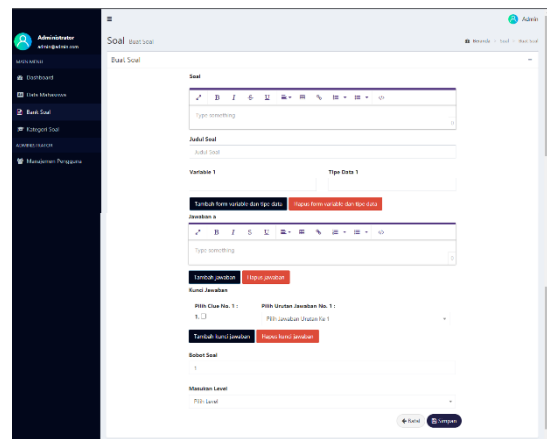 Admin
Administrator
admin@admin.com
Soal Buat Soal
Beranda - Soal - Buat Soal
MAIN MENU
Dashboard
Data Mahasiswa
Bank Soal
Kategori Soal
ADMINISTRATOR
Manajemen Pengguna
Buat Soal
Soal
B I S U
Type something
Judul Soal
Judul Soal
Variable 1 Tipe Data 1
Tambah form variable dan tipe data Hapus form variable dan tipe data
Jawaban a
B I S U
Type something
Tambah jawaban Hapus jawaban
Kunci Jawaban
Pilih Clue No. 1 : Pilih Urutan Jawaban No. 1 :
1. Pilih Jawaban Urutan Ke 1
Tambah kunci jawaban Hapus kunci jawaban
Bobot Soal
Masukan Level
Pilih Level
Batal Simpan